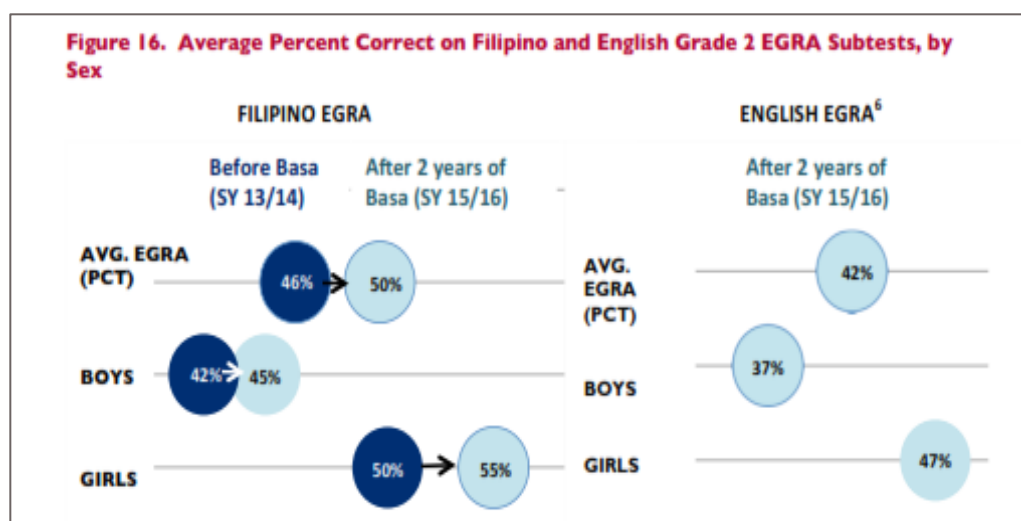 Figure 16. Average Percent Correct on Filipino and English Grade 2 EGRA Subtests, by
Sex
FILIPINO EGRA
Before Basa
(SY 13/14)
After 2 years of
Basa (SY 15/16)
AVG. EGRA
(PCT)
46%
50%
BOYS
42%
45%
GIRLS
50%
55%
ENGLISH EGRA⁶
After 2 years of
Basa (SY 15/16)
AVG.
EGRA
(PCT)
42%
BOYS
37%
GIRLS
47%